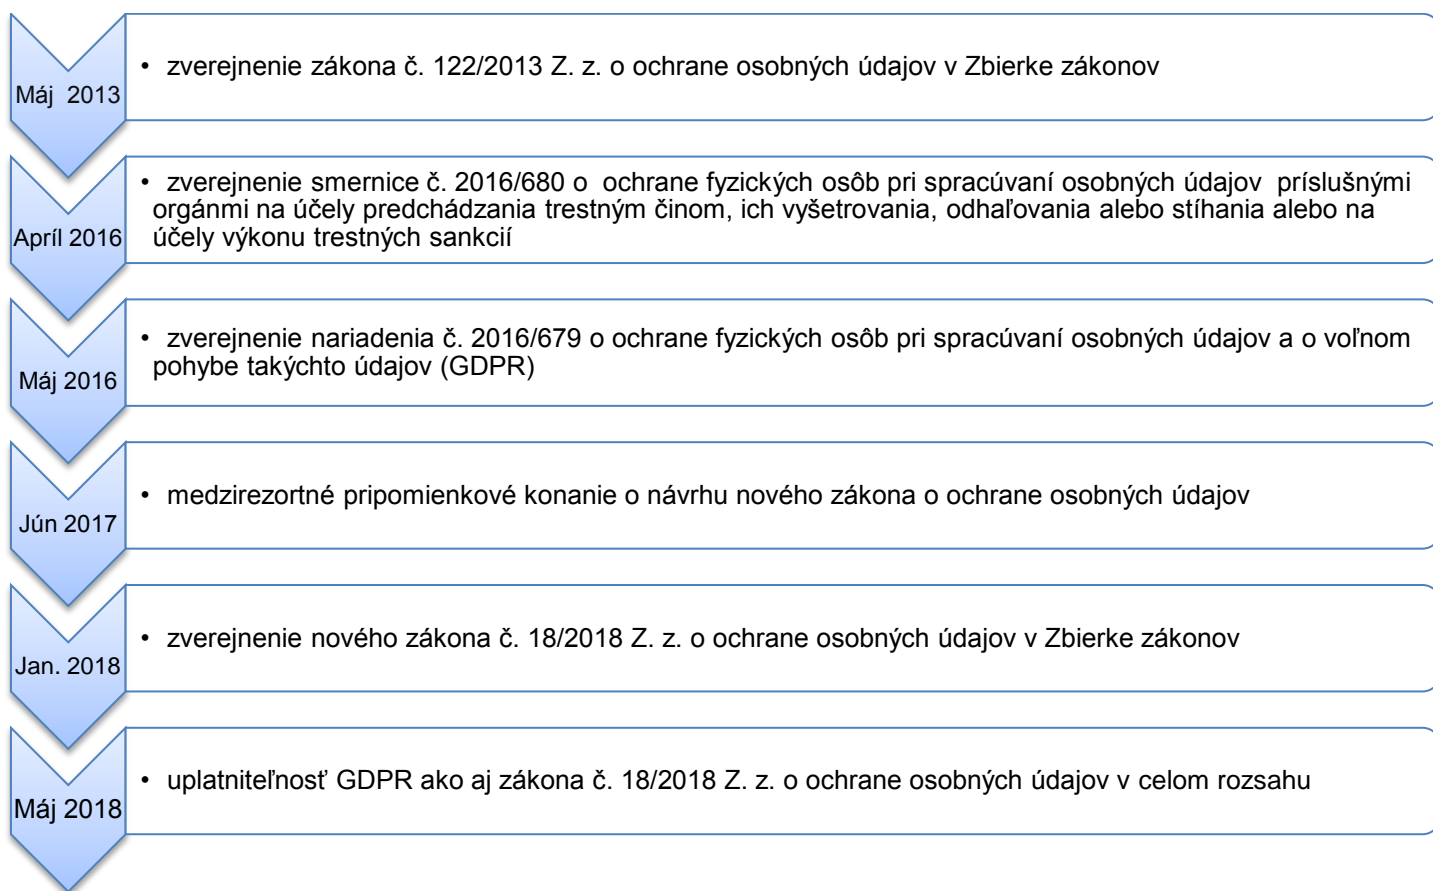 Máj 2013
• zverejnenie zákona č. 122/2013 Z. z. o ochrane osobných údajov v Zbierke zákonov
Apríl 2016
• zverejnenie smernice č. 2016/680 o ochrane fyzických osôb pri spracúvaní osobných údajov príslušnými
orgánmi na účely predchádzania trestným činom, ich vyšetrovania, odhaľovania alebo stíhania alebo na
účely výkonu trestných sankcií
Máj 2016
• zverejnenie nariadenia č. 2016/679 o ochrane fyzických osôb pri spracúvaní osobných údajov a o voľnom
pohybe takýchto údajov (GDPR)
Jún 2017
• medzirezortné pripomienkové konanie o návrhu nového zákona o ochrane osobných údajov
Jan. 2018
• zverejnenie nového zákona č. 18/2018 Z. z. o ochrane osobných údajov v Zbierke zákonov
Máj 2018
• uplatniteľnosť GDPR ako aj zákona č. 18/2018 Z. z. o ochrane osobných údajov v celom rozsahu